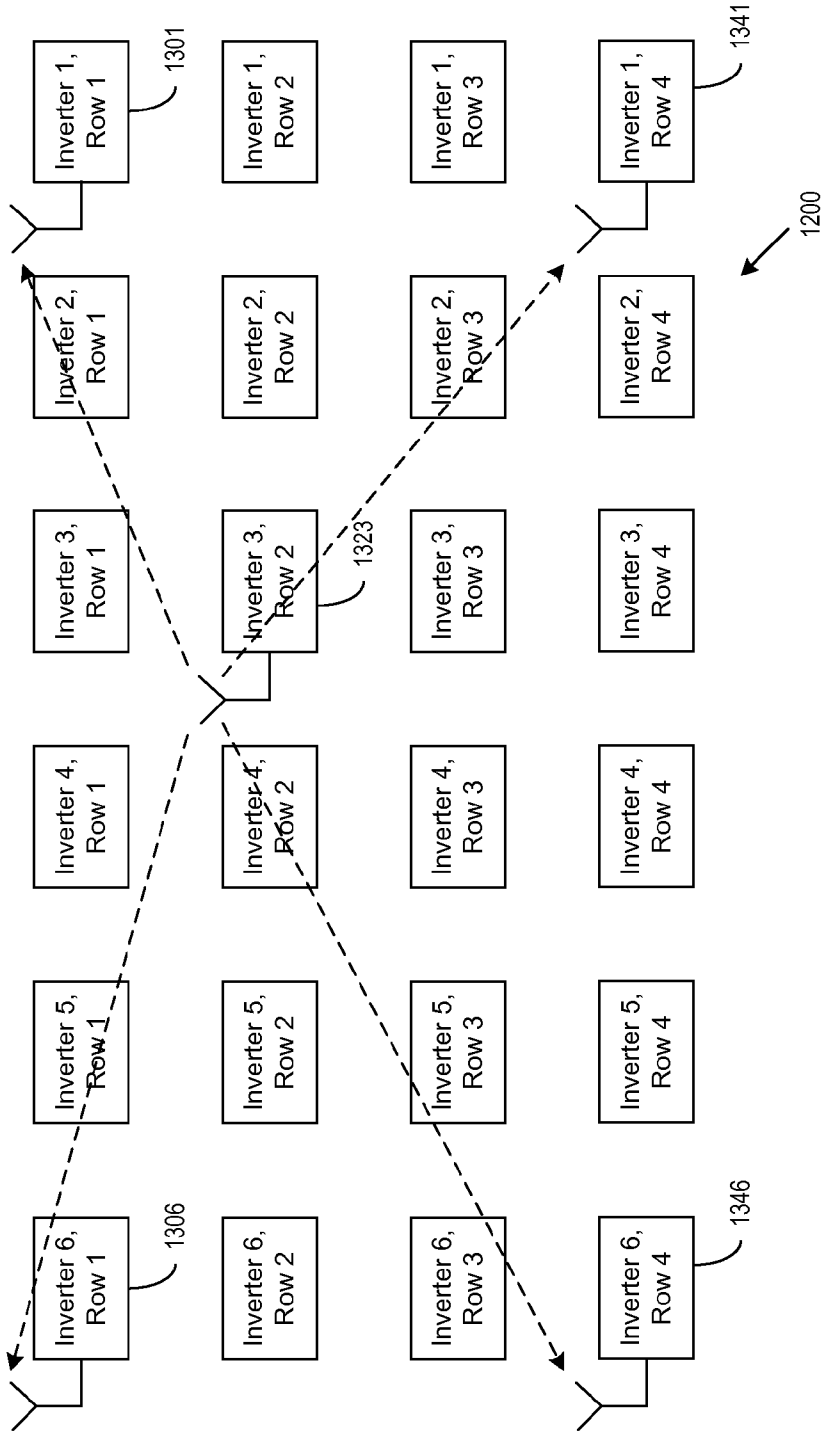 Inverter 6,
Row 1
Inverter 5,
Row 1
Inverter 4,
Row 1
Inverter 3,
Row 1
Inverter 2,
Row 1
Inverter 1,
Row 1
1306
1301
Inverter 6,
Row 2
Inverter 5,
Row 2
Inverter 4,
Row 2
Inverter 3,
Row 2
Inverter 2,
Row 2
Inverter 1,
Row 2
1323
Inverter 6,
Row 3
Inverter 5,
Row 3
Inverter 4,
Row 3
Inverter 3,
Row 3
Inverter 2,
Row 3
Inverter 1,
Row 3
Inverter 6,
Row 4
Inverter 5,
Row 4
Inverter 4,
Row 4
Inverter 3,
Row 4
Inverter 2,
Row 4
Inverter 1,
Row 4
1346
1341
1200